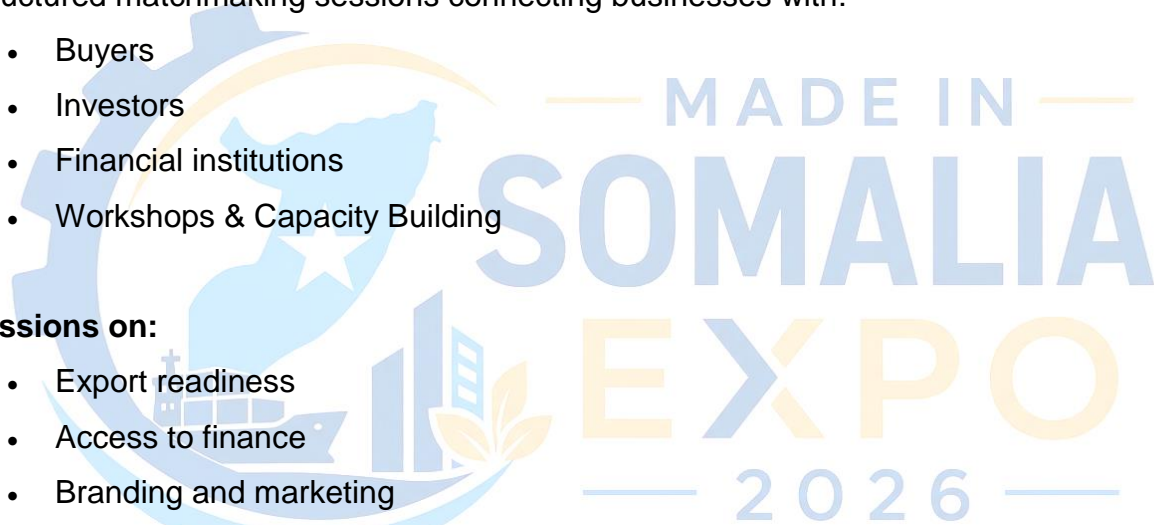 uctured matchmaking sessions connecting businesses with:
• Buyers
• Investors
• Financial institutions
• Workshops & Capacity Building
ssions on:
• Export readiness
• Access to finance
• Branding and marketing
MADE IN
SOMALIA
EXPO
2026